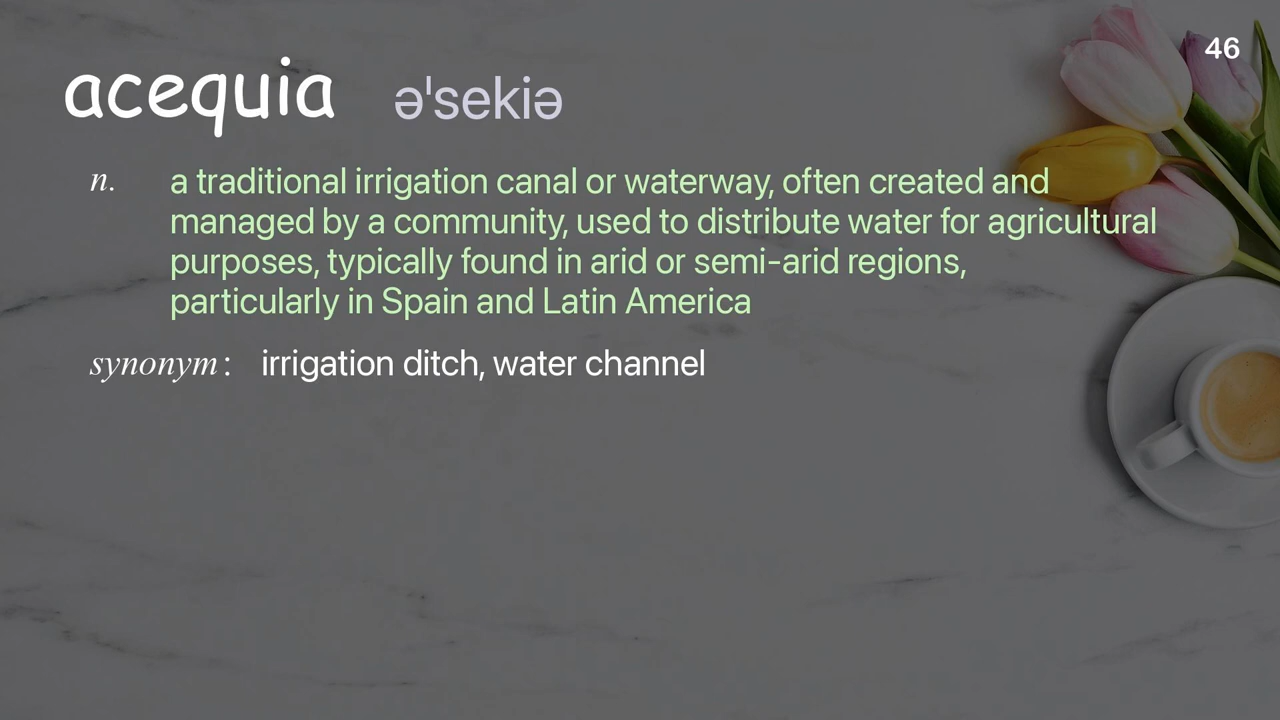 46
acequia əˈsekiə
n. a traditional irrigation canal or waterway, often created and
managed by a community, used to distribute water for agricultural
purposes, typically found in arid or semi-arid regions,
particularly in Spain and Latin America
synonym: irrigation ditch, water channel